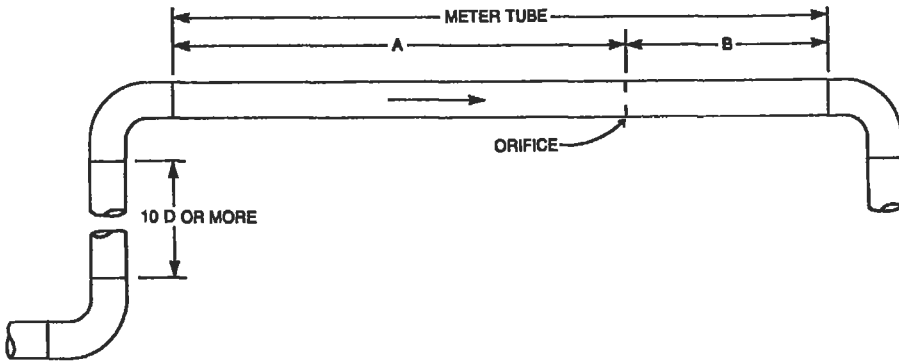 METER TUBE
A
B
ORIFICE
10 D OR MORE